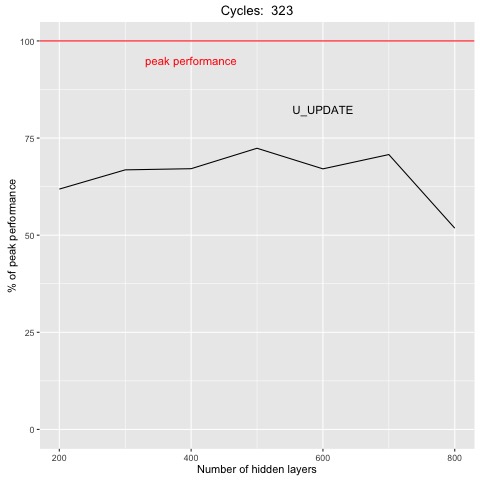 Cycles: 323
100
peak performance
U_UPDATE
75
% of peak performance
50
25
0
200
400
600
800
Number of hidden layers